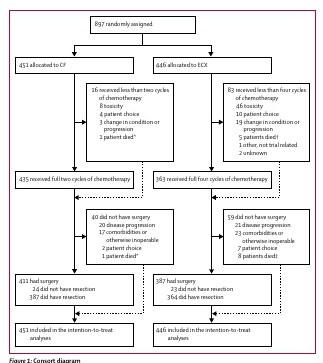 897 randomly assigned
451 allocated to CF
446 allocated to ECX
16 received less than two cycles
of chemotherapy
8 toxicity
4 patient choice
3 change in condition or
progression
1 patient died*
83 received less than four cycles
of chemotherapy
46 toxicity
10 patient choice
19 change in condition or
progression
5 patients died†
1 other, not trial related
2 unknown
435 received full two cycles of chemotherapy
363 received full four cycles of chemotherapy
40 did not have surgery
20 disease progression
17 comorbidities or
otherwise inoperable
2 patient choice
1 patient died*
59 did not have surgery
21 disease progression
23 comorbidities or
otherwise inoperable
7 patient choice
8 patients died‡
411 had surgery
24 did not have resection
387 did have resection
387 had surgery
23 did not have resection
364 did have resection
451 included in the intention-to-treat
analyses
446 included in the intention-to-treat
analyses
Figure 1: Consort diagram